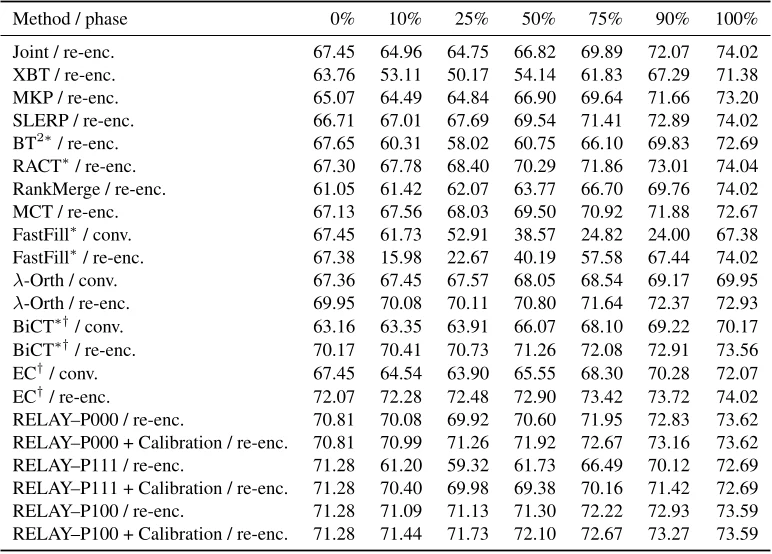 Method / phase 0% 10% 25% 50% 75% 90% 100%
Joint / re-enc. 67.45 64.96 64.75 66.82 69.89 72.07 74.02
XBT / re-enc. 63.76 53.11 50.17 54.14 61.83 67.29 71.38
MKP / re-enc. 65.07 64.49 64.84 66.90 69.64 71.66 73.20
SLERP / re-enc. 66.71 67.01 67.69 69.54 71.41 72.89 74.02
BT²* / re-enc. 67.65 60.31 58.02 60.75 66.10 69.83 72.69
RACT* / re-enc. 67.30 67.78 68.40 70.29 71.86 73.01 74.04
RankMerge / re-enc. 61.05 61.42 62.07 63.77 66.70 69.76 74.02
MCT / re-enc. 67.13 67.56 68.03 69.50 70.92 71.88 72.67
FastFill* / conv. 67.45 61.73 52.91 38.57 24.82 24.00 67.38
FastFill* / re-enc. 67.38 15.98 22.67 40.19 57.58 67.44 74.02
λ-Orth / conv. 67.36 67.45 67.57 68.05 68.54 69.17 69.95
λ-Orth / re-enc. 69.95 70.08 70.11 70.80 71.64 72.37 72.93
BiCT*† / conv. 63.16 63.35 63.91 66.07 68.10 69.22 70.17
BiCT*† / re-enc. 70.17 70.41 70.73 71.26 72.08 72.91 73.56
EC† / conv. 67.45 64.54 63.90 65.55 68.30 70.28 72.07
EC† / re-enc. 72.07 72.28 72.48 72.90 73.42 73.72 74.02
RELAY–P000 / re-enc. 70.81 70.08 69.92 70.60 71.95 72.83 73.62
RELAY–P000 + Calibration / re-enc. 70.81 70.99 71.26 71.92 72.67 73.16 73.62
RELAY–P111 / re-enc. 71.28 61.20 59.32 61.73 66.49 70.12 72.69
RELAY–P111 + Calibration / re-enc. 71.28 70.40 69.98 69.38 70.16 71.42 72.69
RELAY–P100 / re-enc. 71.28 71.09 71.13 71.30 72.22 72.93 73.59
RELAY–P100 + Calibration / re-enc. 71.28 71.44 71.73 72.10 72.67 73.27 73.59